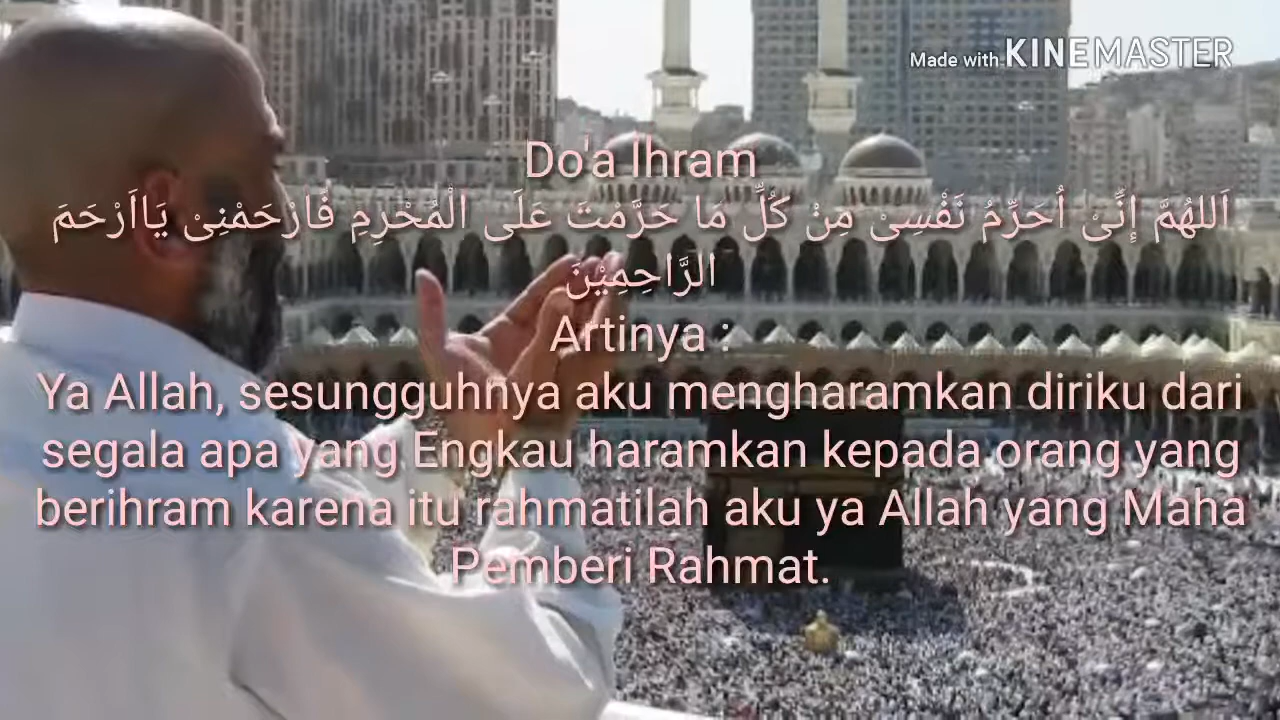 Made with KINEMASTER
Do'a Ihram
اَللهُمَّ إِنِّىْ اُحَرِّمُ نَفْسِىْ مِنْ كُلِّ مَا حَرَّمْتَ عَلَى الْمُحْرِمِ فَارْحَمْنِىْ يَااَرْحَمَ
الرَّاحِمِيْنَ
Artinya :
Ya Allah, sesungguhnya aku mengharamkan diriku dari
segala apa yang Engkau haramkan kepada orang yang
berihram karena itu rahmatilah aku ya Allah yang Maha
Pemberi Rahmat.